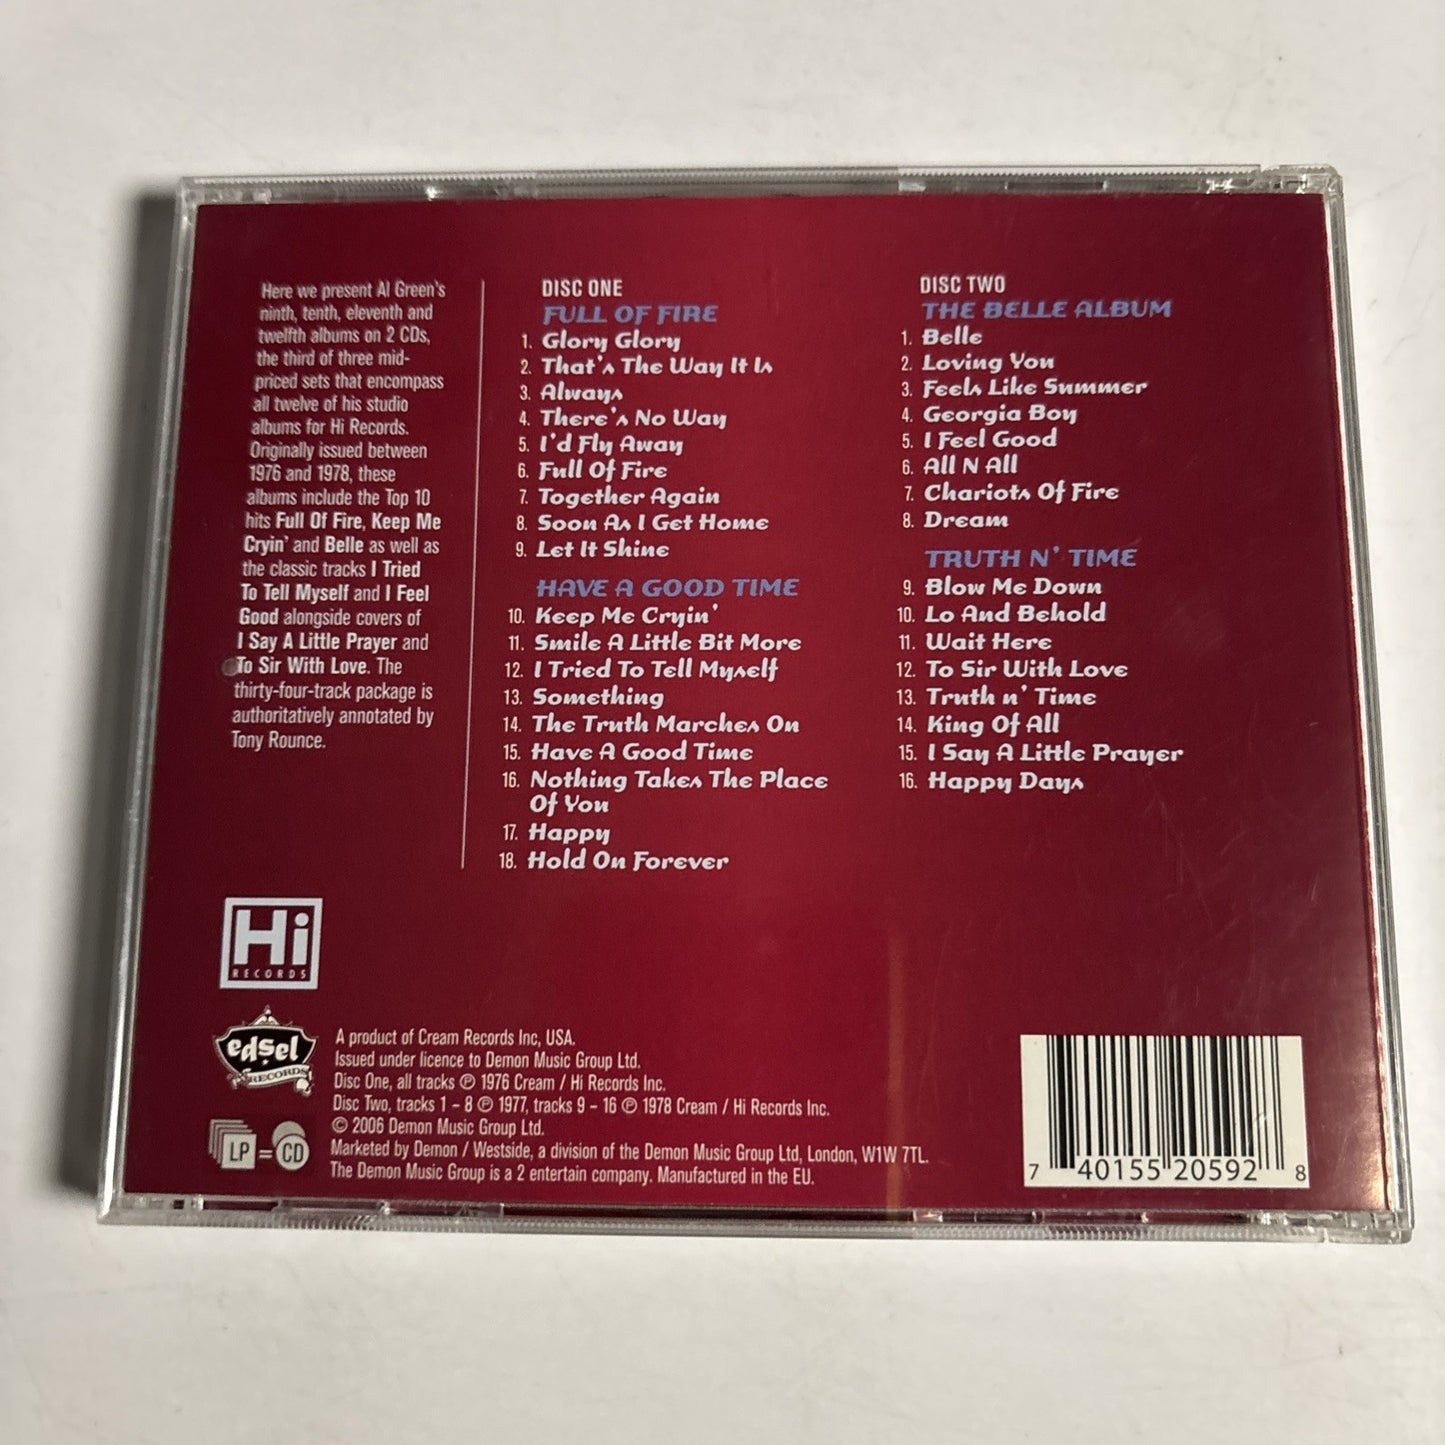 Here we present Al Green's
ninth, tenth, eleventh and
twelfth albums on 2 CDs,
the third of three mid-
priced sets that encompass
all twelve of his studio
albums for Hi Records.
Originally issued between
1976 and 1978, these
albums include the Top 10
hits Full Of Fire, Keep Me
Cryin' and Belle as well as
the classic tracks I Tried
To Tell Myself and I Feel
Good alongside covers of
I Say A Little Prayer and
To Sir With Love. The
thirty-four-track package is
authoritatively annotated by
Tony Rounce.
DISC ONE
FULL OF FIRE
1. Glory Glory
2. That's The Way It Is
3. Always
4. There's No Way
5. I'd Fly Away
6. Full Of Fire
7. Together Again
8. Soon As I Get Home
9. Let It Shine
HAVE A GOOD TIME
10. Keep Me Cryin'
11. Smile A Little Bit More
12. I Tried To Tell Myself
13. Something
14. The Truth Marches On
15. Have A Good Time
16. Nothing Takes The Place
Of You
17. Happy
18. Hold On Forever
DISC TWO
THE BELLE ALBUM
1. Belle
2. Loving You
3. Feels Like Summer
4. Georgia Boy
5. I Feel Good
6. All N All
7. Chariots Of Fire
8. Dream
TRUTH N' TIME
9. Blow Me Down
10. Lo And Behold
11. Wait Here
12. To Sir With Love
13. Truth n' Time
14. King Of All
15. I Say A Little Prayer
16. Happy Days
Hi
RECORDS
edsel
RECORDS
LP = CD
A product of Cream Records Inc, USA.
Issued under licence to Demon Music Group Ltd.
Disc One, all tracks ℗ 1976 Cream / Hi Records Inc.
Disc Two, tracks 1 – 8 ℗ 1977, tracks 9 – 16 ℗ 1978 Cream / Hi Records Inc.
© 2006 Demon Music Group Ltd.
Marketed by Demon / Westside, a division of the Demon Music Group Ltd, London, W1W 7TL.
The Demon Music Group is a 2 entertain company. Manufactured in the EU.
7 40155 20592 8